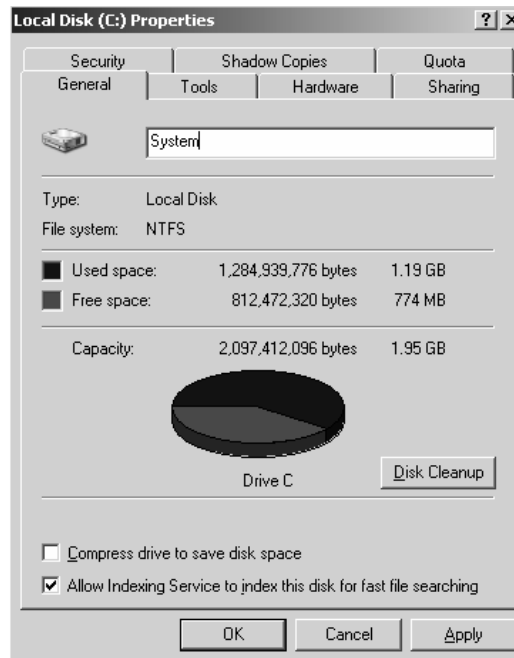 Local Disk (C:) Properties ? X
Security Shadow Copies Quota
General Tools Hardware Sharing
System
Type: Local Disk
File system: NTFS
Used space: 1,284,939,776 bytes 1.19 GB
Free space: 812,472,320 bytes 774 MB
Capacity: 2,097,412,096 bytes 1.95 GB
Drive C
Disk Cleanup
Compress drive to save disk space
Allow Indexing Service to index this disk for fast file searching
OK Cancel Apply